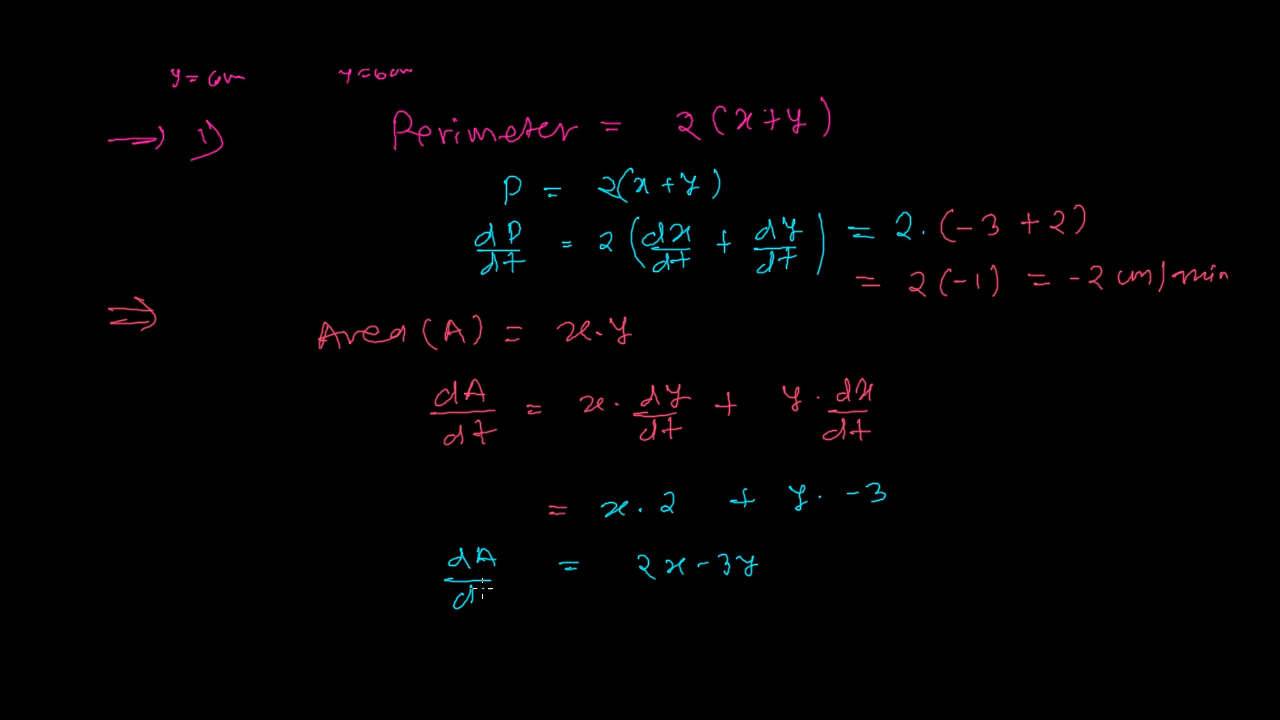 y = 6cm y = 6cm
→ 1) Perimeter = 2(x+y)
P = 2(x+y)
dP/dt = 2(dx/dt + dy/dt) = 2.(-3+2)
= 2(-1) = -2 cm/min
⇒ Area(A) = x.y
dA/dt = x. dy/dt + y. dx/dt
= x.2 + y. -3
dA/d = 2x-3y